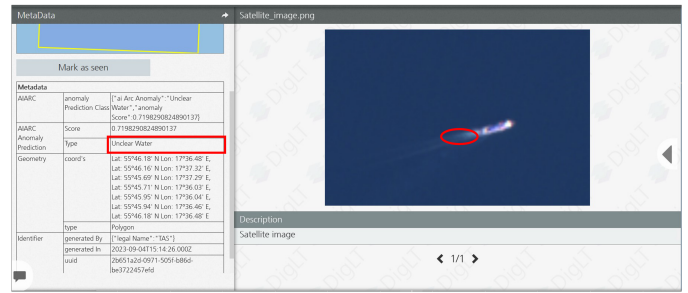 MetaData
Satellite_image.png
Mark as seen
Metadata
AIARC
anomaly
Prediction Class
{"ai Arc Anomaly":"Unclear
Water","anomaly
Score":0.7198290824890137}
AIARC
Anomaly
Prediction
Score
0.7198290824890137
Type
Unclear Water
Geometry
coord's
Lat: 55°46.18' N Lon: 17°36.48' E,
Lat: 55°46.16' N Lon: 17°37.32' E,
Lat: 55°45.69' N Lon: 17°37.29' E,
Lat: 55°45.71' N Lon: 17°36.03' E,
Lat: 55°45.95' N Lon: 17°36.04' E,
Lat: 55°45.94' N Lon: 17°36.46' E,
Lat: 55°46.18' N Lon: 17°36.48' E
type
Polygon
Identifier
generated By
{"legal Name":"TAS"}
generated In
2023-09-04T15:14:26.000Z
uuid
2b651a2d-0971-505f-b86d-
be3722457efd
Description
Satellite image
1/1
DigLT